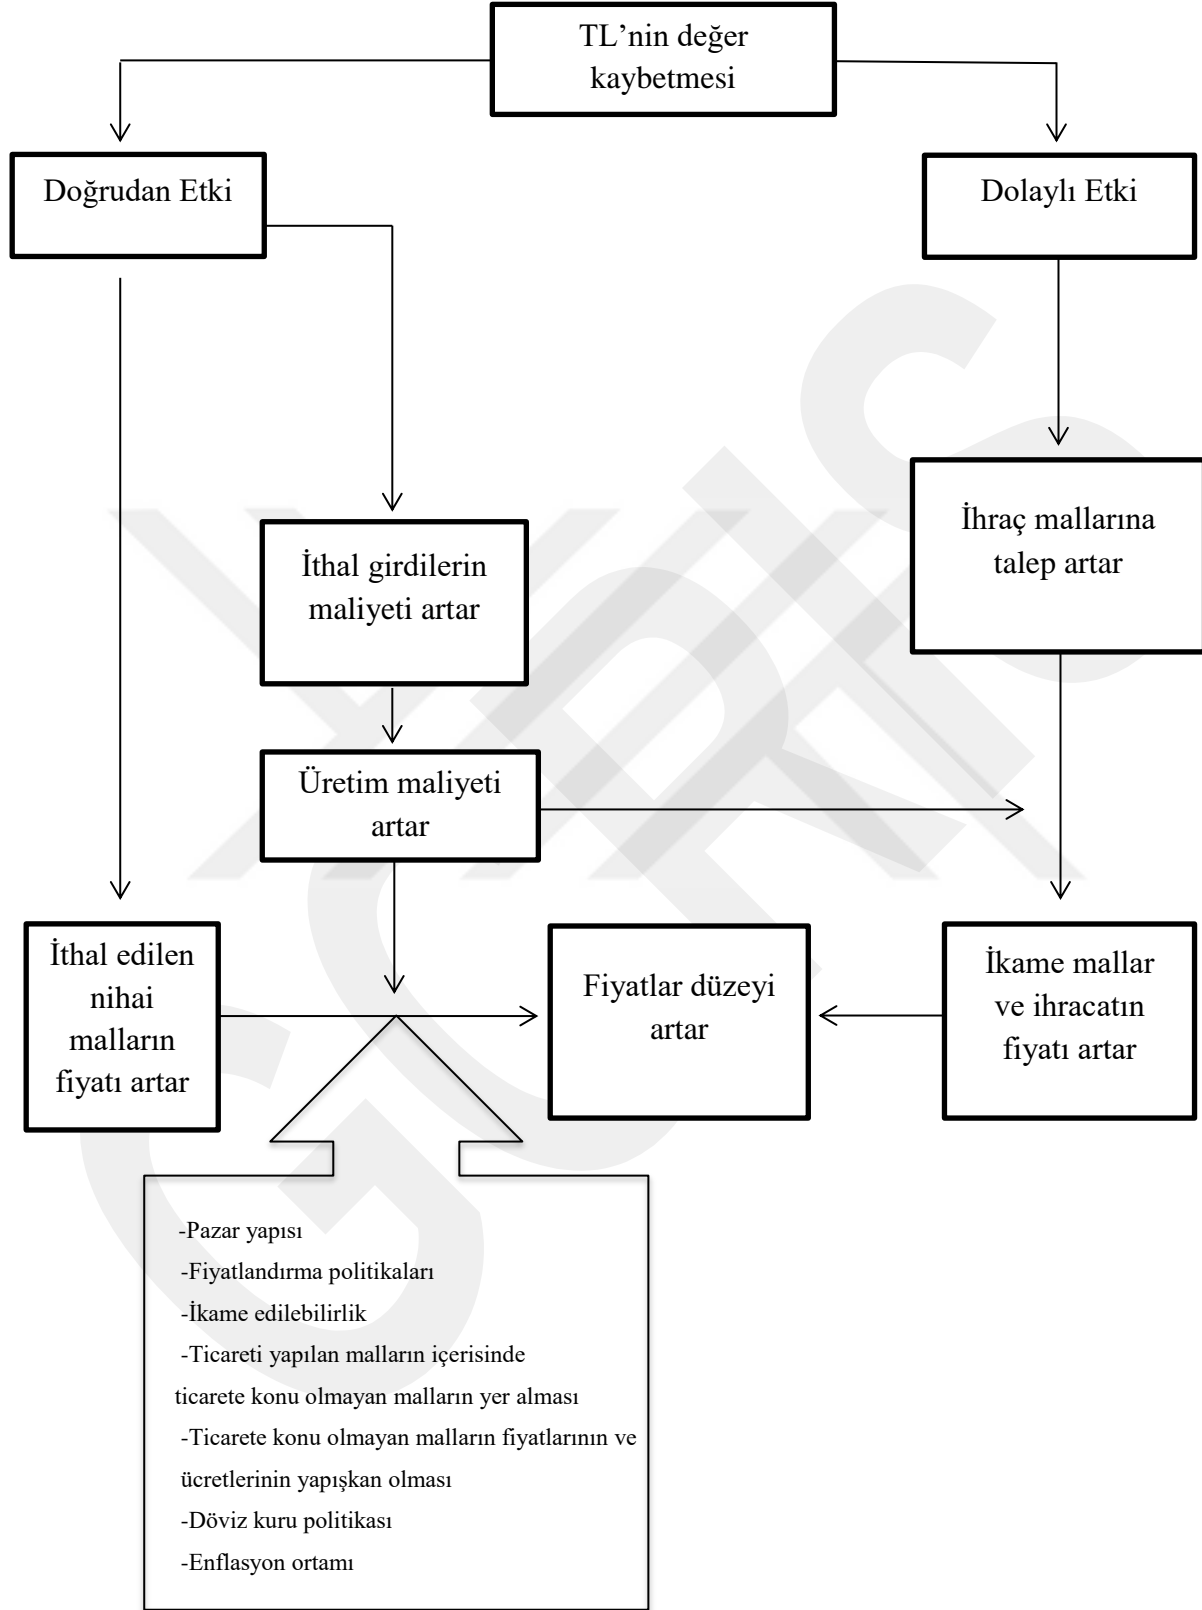 TL’nin değer
kaybetmesi
Doğrudan Etki
Dolaylı Etki
İhraç mallarına
talep artar
İthal girdilerin
maliyeti artar
Üretim maliyeti
artar
İthal edilen
nihai
malların
fiyatı artar
Fiyatlar düzeyi
artar
İkame mallar
ve ihracatın
fiyatı artar
-Pazar yapısı
-Fiyatlandırma politikaları
-İkame edilebilirlik
-Ticareti yapılan malların içerisinde
ticarete konu olmayan malların yer alması
-Ticarete konu olmayan malların fiyatlarının ve
ücretlerinin yapışkan olması
-Döviz kuru politikası
-Enflasyon ortamı